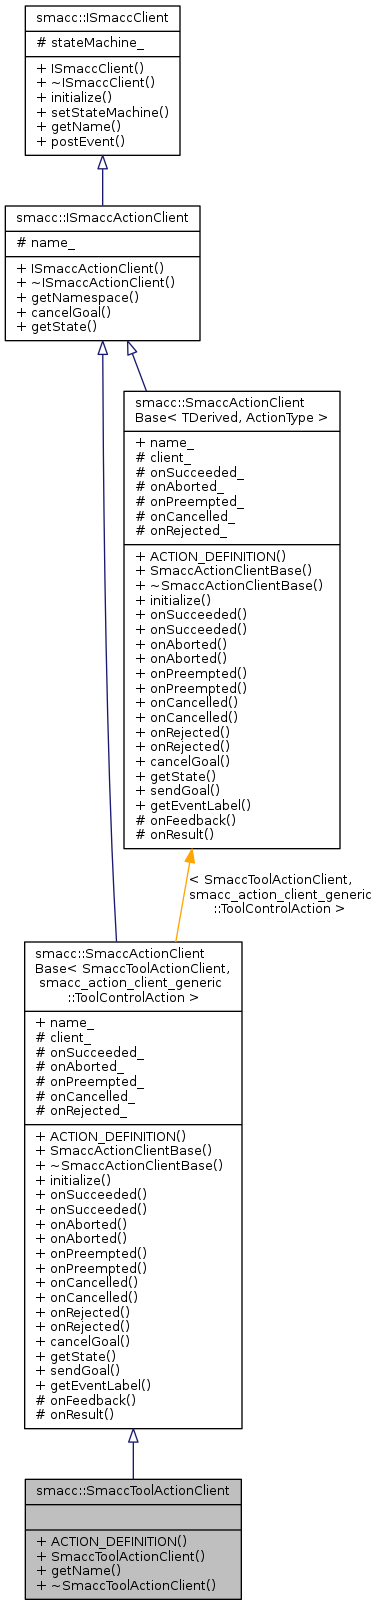 smacc::ISmaccClient
# stateMachine_
+ ISmaccClient()
+ ~ISmaccClient()
+ initialize()
+ setStateMachine()
+ getName()
+ postEvent()
smacc::ISmaccActionClient
# name_
+ ISmaccActionClient()
+ ~ISmaccActionClient()
+ getNamespace()
+ cancelGoal()
+ getState()
smacc::SmaccActionClient
Base< TDerived, ActionType >
+ name_
# client_
# onSucceeded_
# onAborted_
# onPreempted_
# onCancelled_
# onRejected_
+ ACTION_DEFINITION()
+ SmaccActionClientBase()
+ ~SmaccActionClientBase()
+ initialize()
+ onSucceeded()
+ onSucceeded()
+ onAborted()
+ onAborted()
+ onPreempted()
+ onPreempted()
+ onCancelled()
+ onCancelled()
+ onRejected()
+ onRejected()
+ cancelGoal()
+ getState()
+ sendGoal()
+ getEventLabel()
# onFeedback()
# onResult()
< SmaccToolActionClient,
smacc_action_client_generic
::ToolControlAction >
smacc::SmaccActionClient
Base< SmaccToolActionClient,
smacc_action_client_generic
::ToolControlAction >
+ name_
# client_
# onSucceeded_
# onAborted_
# onPreempted_
# onCancelled_
# onRejected_
+ ACTION_DEFINITION()
+ SmaccActionClientBase()
+ ~SmaccActionClientBase()
+ initialize()
+ onSucceeded()
+ onSucceeded()
+ onAborted()
+ onAborted()
+ onPreempted()
+ onPreempted()
+ onCancelled()
+ onCancelled()
+ onRejected()
+ onRejected()
+ cancelGoal()
+ getState()
+ sendGoal()
+ getEventLabel()
# onFeedback()
# onResult()
smacc::SmaccToolActionClient
+ ACTION_DEFINITION()
+ SmaccToolActionClient()
+ getName()
+ ~SmaccToolActionClient()